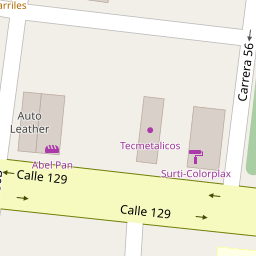 arriles
Carrera 56
Auto
Leather
Tecmetalicos
Abel-Pan
Surti-Colorplax
Calle 129
Calle 129